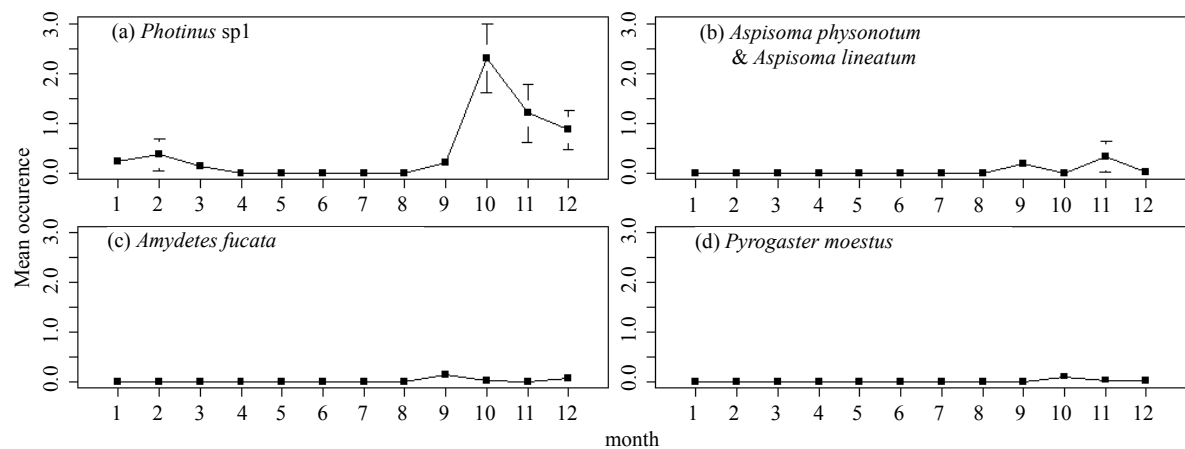 (a) Photinus sp1
(b) Aspisoma physonotum
& Aspisoma lineatum
3.0
2.0
1.0
0.0
3.0
2.0
1.0
0.0
1 2 3 4 5 6 7 8 9 10 11 12
1 2 3 4 5 6 7 8 9 10 11 12
Mean occurence
(c) Amydetes fucata
(d) Pyrogaster moestus
3.0
2.0
1.0
0.0
3.0
2.0
1.0
0.0
1 2 3 4 5 6 7 8 9 10 11 12
1 2 3 4 5 6 7 8 9 10 11 12
month